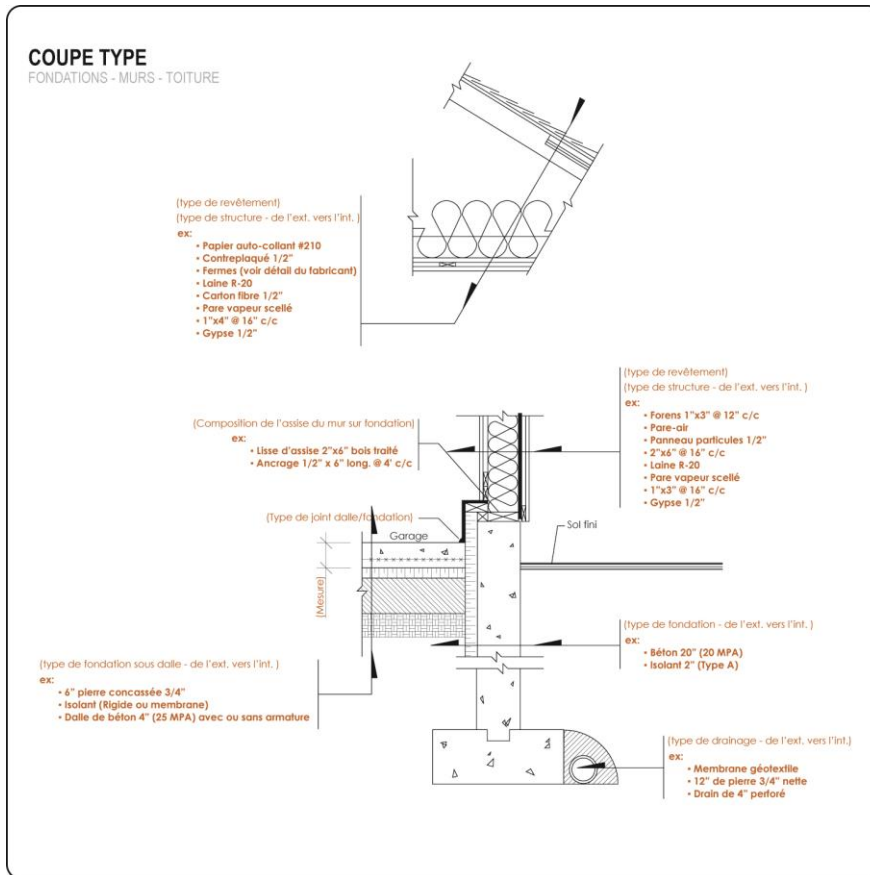 COUPE TYPE
FONDATIONS - MURS - TOITURE
(type de revêtement)
(type de structure - de l'ext. vers l'int. )
ex:
• Papier auto-collant #210
• Contreplaqué 1/2"
• Fermes (voir détail du fabricant)
• Laine R-20
• Carton fibre 1/2"
• Pare vapeur scellé
• 1"x4" @ 16" c/c
• Gypse 1/2"
(type de revêtement)
(type de structure - de l'ext. vers l'int. )
ex:
• Forens 1"x3" @ 12" c/c
• Pare-air
• Panneau particules 1/2"
• 2"x6" @ 16" c/c
• Laine R-20
• Pare vapeur scellé
• 1"x3" @ 16" c/c
• Gypse 1/2"
(Composition de l'assise du mur sur fondation)
ex:
• Lisse d'assise 2"x6" bois traité
• Ancrage 1/2" x 6" long. @ 4' c/c
(Type de joint dalle/fondation)
Garage
Sol fini
(Mesure)
(type de fondation - de l'ext. vers l'int. )
ex:
• Béton 20" (20 MPA)
• Isolant 2" (Type A)
(type de fondation sous dalle - de l'ext. vers l'int. )
ex:
• 6" pierre concassée 3/4"
• Isolant (Rigide ou membrane)
• Dalle de béton 4" (25 MPA) avec ou sans armature
(type de drainage - de l'ext. vers l'int.)
ex:
• Membrane géotextile
• 12" de pierre 3/4" nette
• Drain de 4" perforé